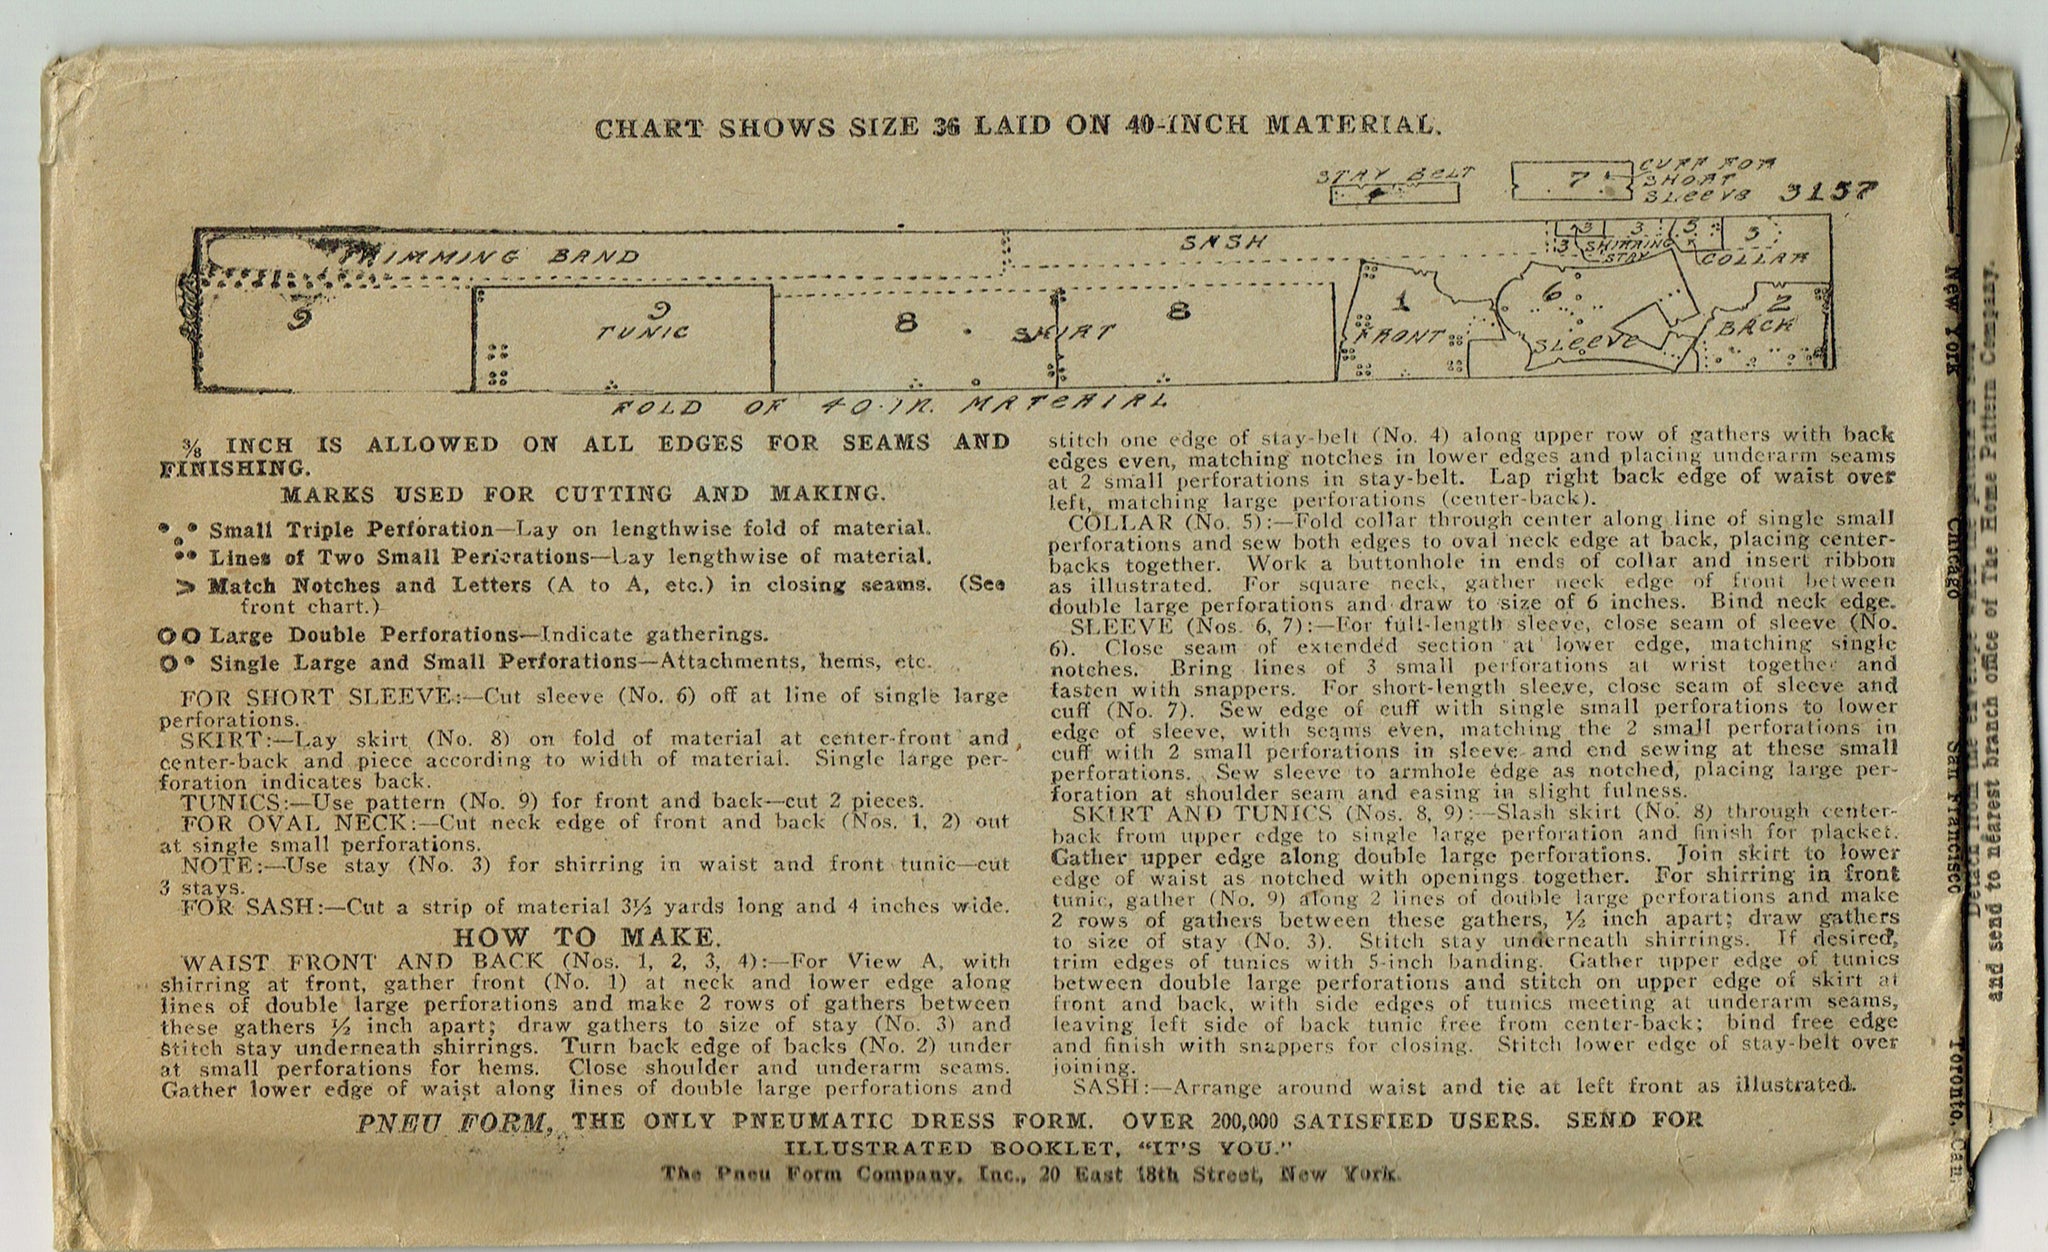 CHART SHOWS SIZE 36 LAID ON 40-INCH MATERIAL.
STAY BELT
7
CUFF FOR
SHORT
SLEEVE 3157
TRIMMING BAND
SASH
3 3 5 5
3 SHIRRING
STAY
COLLAR
9
9
TUNIC
8
SKIRT
8
1
FRONT
6
SLEEVE
2
BACK
FOLD OF 40-IN. MATERIAL
⅜ INCH IS ALLOWED ON ALL EDGES FOR SEAMS AND
FINISHING.
MARKS USED FOR CUTTING AND MAKING.
Small Triple Perforation—Lay on lengthwise fold of material.
Lines of Two Small Perforations—Lay lengthwise of material.
Match Notches and Letters (A to A, etc.) in closing seams. (See
front chart.)
Large Double Perforations—Indicate gatherings.
Single Large and Small Perforations—Attachments, hems, etc.
FOR SHORT SLEEVE:—Cut sleeve (No. 6) off at line of single large
perforations.
SKIRT:—Lay skirt (No. 8) on fold of material at center-front and
center-back and piece according to width of material. Single large per-
foration indicates back.
TUNICS:—Use pattern (No. 9) for front and back—cut 2 pieces.
FOR OVAL NECK:—Cut neck edge of front and back (Nos. 1, 2) out
at single small perforations.
NOTE:—Use stay (No. 3) for shirring in waist and front tunic—cut
3 stays.
FOR SASH:—Cut a strip of material 3½ yards long and 4 inches wide.
HOW TO MAKE.
WAIST FRONT AND BACK (Nos. 1, 2, 3, 4):—For View A, with
shirring at front, gather front (No. 1) at neck and lower edge along
lines of double large perforations and make 2 rows of gathers between
these gathers ½ inch apart; draw gathers to size of stay (No. 3) and
stitch stay underneath shirrings. Turn back edge of backs (No. 2) under
at small perforations for hems. Close shoulder and underarm seams.
Gather lower edge of waist along lines of double large perforations and
stitch one edge of stay-belt (No. 4) along upper row of gathers with back
edges even, matching notches in lower edges and placing underarm seams
at 2 small perforations in stay-belt. Lap right back edge of waist over
left, matching large perforations (center-back).
COLLAR (No. 5):—Fold collar through center along line of single small
perforations and sew both edges to oval neck edge at back, placing center-
backs together. Work a buttonhole in ends of collar and insert ribbon
as illustrated. For square neck, gather neck edge of front between
double large perforations and draw to size of 6 inches. Bind neck edge.
SLEEVE (Nos. 6, 7):—For full-length sleeve, close seam of sleeve (No.
6). Close seam of extended section at lower edge, matching single
notches. Bring lines of 3 small perforations at wrist together and
fasten with snappers. For short-length sleeve, close seam of sleeve and
cuff (No. 7). Sew edge of cuff with single small perforations to lower
edge of sleeve, with seams even, matching the 2 small perforations in
cuff with 2 small perforations in sleeve and end sewing at these small
perforations. Sew sleeve to armhole edge as notched, placing large per-
foration at shoulder seam and easing in slight fulness.
SKIRT AND TUNICS (Nos. 8, 9):—Slash skirt (No. 8) through center-
back from upper edge to single large perforation and finish for placket.
Gather upper edge along double large perforations. Join skirt to lower
edge of waist as notched with openings together. For shirring in front
tunic, gather (No. 9) along 2 lines of double large perforations and make
2 rows of gathers between these gathers, ½ inch apart; draw gathers
to size of stay (No. 3). Stitch stay underneath shirrings. If desired,
trim edges of tunics with 5-inch banding. Gather upper edge of tunics
between double large perforations and stitch on upper edge of skirt at
front and back, with side edges of tunics meeting at underarm seams,
leaving left side of back tunic free from center-back; bind free edge
and finish with snappers for closing. Stitch lower edge of stay-belt over
joining.
SASH:—Arrange around waist and tie at left front as illustrated.
PNEU FORM, THE ONLY PNEUMATIC DRESS FORM. OVER 200,000 SATISFIED USERS. SEND FOR
ILLUSTRATED BOOKLET, "IT'S YOU."
The Pneu Form Company, Inc., 20 East 18th Street, New York.
New York Chicago San Francisco Toronto, Can.
and send to nearest branch office of The Home Pattern Company.